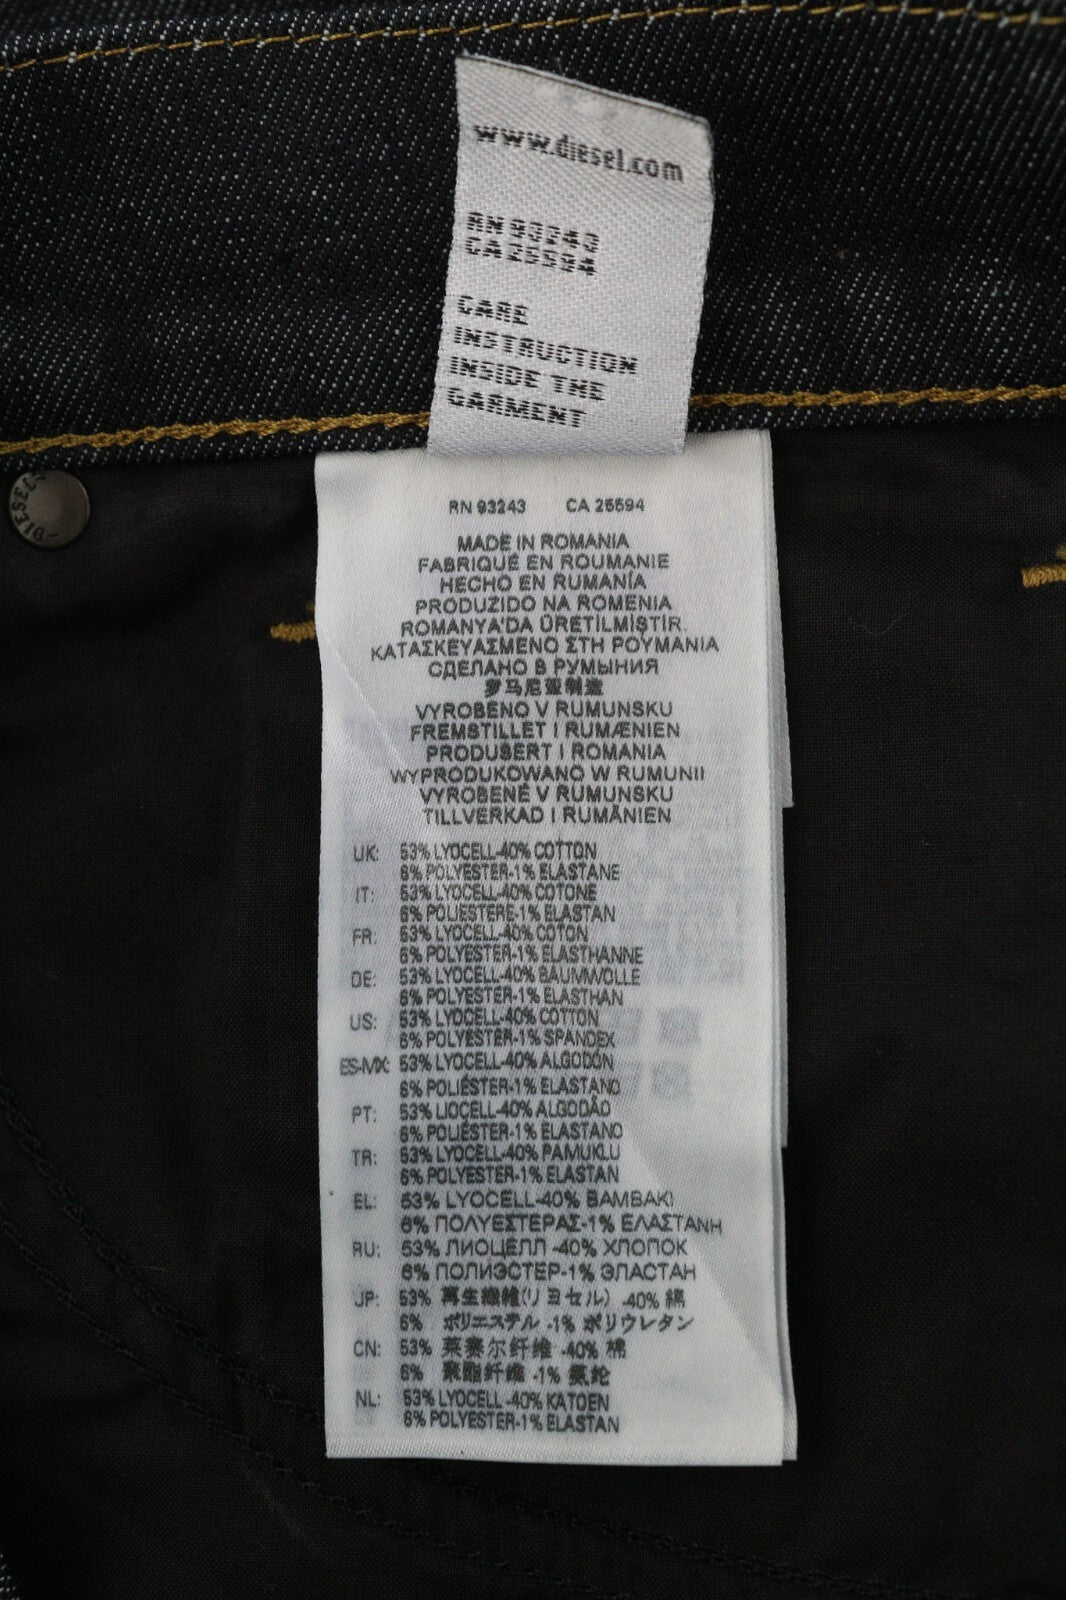 www.diesel.com
RN 93243
CA 25594
CARE
INSTRUCTION
INSIDE THE
GARMENT
DIESEL
RN 93243 CA 25594
MADE IN ROMANIA
FABRIQUÉ EN ROUMANIE
HECHO EN RUMANÍA
PRODUZIDO NA ROMENIA
ROMANYA'DA ÜRETİLMİŞTİR.
ΚΑΤΑΣΚΕΥΑΣΜΕΝΟ ΣΤΗ ΡΟΥΜΑΝΙΑ
СДЕЛАНО В РУМЫНИЯ
罗马尼亚制造
VYROBENO V RUMUNSKU
FREMSTILLET I RUMÆNIEN
PRODUSERT I ROMANIA
WYPRODUKOWANO W RUMUNII
VYROBENÉ V RUMUNSKU
TILLVERKAD I RUMÄNIEN
UK: 53% LYOCELL-40% COTTON
6% POLYESTER-1% ELASTANE
IT: 53% LYOCELL-40% COTONE
6% POLIESTERE-1% ELASTAN
FR: 53% LYOCELL-40% COTON
6% POLYESTER-1% ELASTHANNE
DE: 53% LYOCELL-40% BAUMWOLLE
6% POLYESTER-1% ELASTHAN
US: 53% LYOCELL-40% COTTON
6% POLYESTER-1% SPANDEX
ES-MX: 53% LYOCELL-40% ALGODÓN
6% POLIÉSTER-1% ELASTANO
PT: 53% LIOCELL-40% ALGODÃO
6% POLIÉSTER-1% ELASTANO
TR: 53% LYOCELL-40% PAMUKLU
6% POLYESTER-1% ELASTAN
EL: 53% LYOCELL-40% BAMBAKI
6% ΠΟΛΥΕΣΤΕΡΑΣ-1% ΕΛΑΣΤΑΝΗ
RU: 53% ЛИОЦЕЛЛ -40% ХЛОПОК
6% ПОЛИЭСТЕР-1% ЭЛАСТАН
JP: 53% 再生繊維(リヨセル) -40% 綿
6% ポリエステル -1% ポリウレタン
CN: 53% 莱赛尔纤维 -40% 棉
6% 聚酯纤维 -1% 氨纶
NL: 53% LYOCELL-40% KATOEN
6% POLYESTER-1% ELASTAN